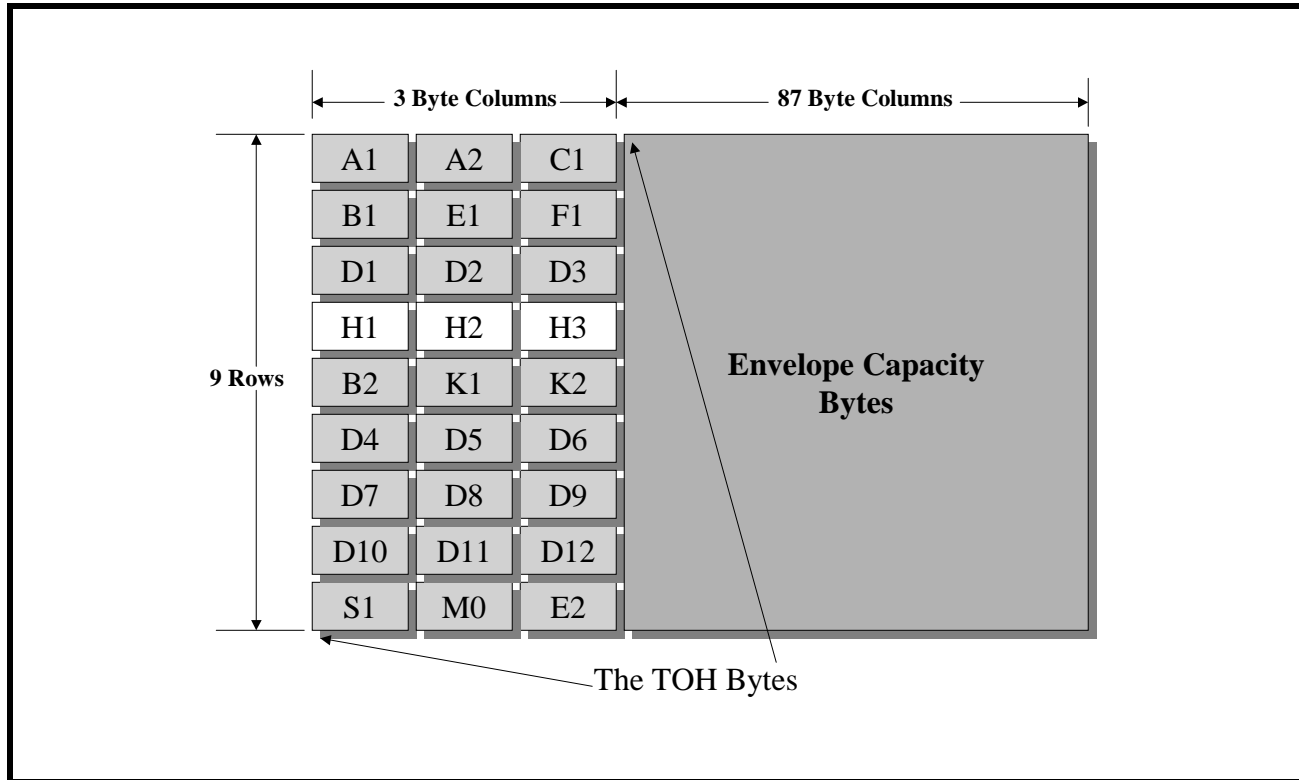 3 Byte Columns
87 Byte Columns
A1 A2 C1
B1 E1 F1
D1 D2 D3
H1 H2 H3
9 Rows
B2 K1 K2
D4 D5 D6
D7 D8 D9
D10 D11 D12
S1 M0 E2
Envelope Capacity
Bytes
The TOH Bytes